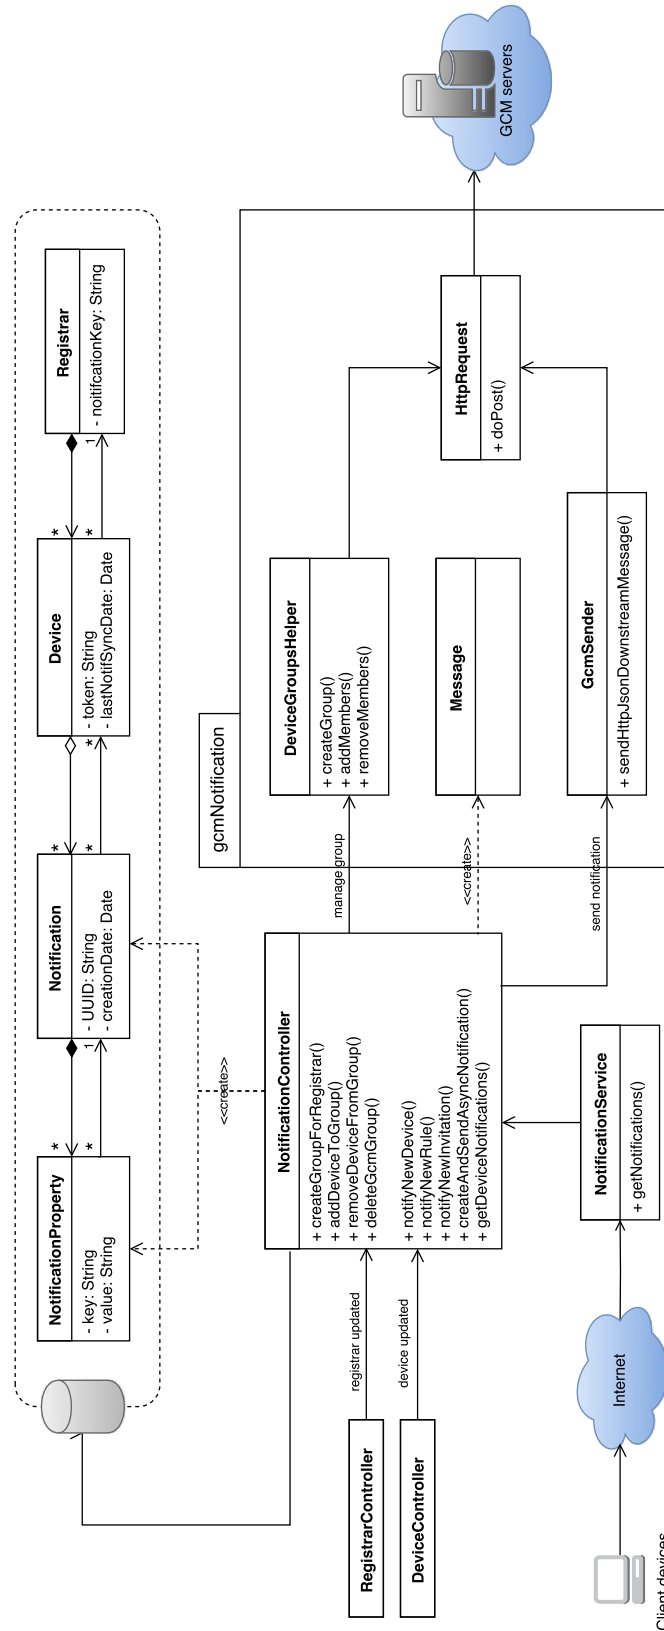 NotificationProperty
- key: String
- value: String
*
*
1
Notification
- UUID: String
- creationDate: Date
*
*
*
Device
- token: String
- lastNotifSyncDate: Date
*
*
1
Registrar
- noitifcationKey: String
<<create>>
NotificationController
+ createGroupForRegistrar()
+ addDeviceToGroup()
+ removeDeviceFromGroup()
+ deleteGcmGroup()
+ notifyNewDevice()
+ notifyNewRule()
+ notifyNewInvitation()
+ createAndSendAsyncNotification()
+ getDeviceNotifications()
RegistrarController
registrar updated
DeviceController
device updated
gcmNotification
manage group
DeviceGroupsHelper
+ createGroup()
+ addMembers()
+ removeMembers()
<<create>>
Message
send notification
GcmSender
+ sendHttpJsonDownstreamMessage()
HttpRequest
+ doPost()
GCM servers
NotificationService
+ getNotifications()
Internet
Client devices